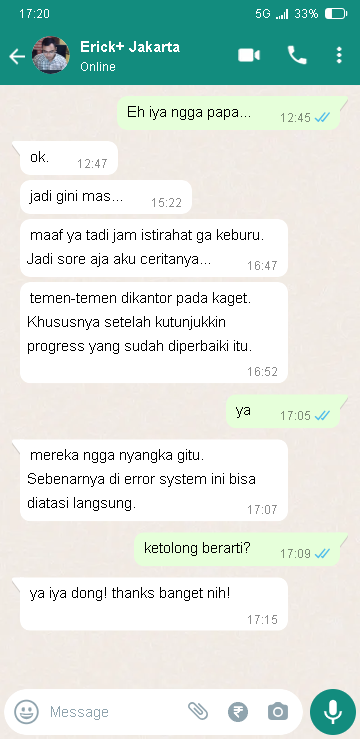 17:20
5G
33%
Erick+ Jakarta
Online
Eh iya ngga papa...
12:45
ok.
12:47
jadi gini mas...
15:22
maaf ya tadi jam istirahat ga keburu.
Jadi sore aja aku ceritanya...
16:47
temen-temen dikantor pada kaget.
Khususnya setelah kutunjukkin
progress yang sudah diperbaiki itu.
16:52
ya
17:05
mereka ngga nyangka gitu.
Sebenarnya di error system ini bisa
diatasi langsung.
17:07
ketolong berarti?
17:09
ya iya dong! thanks banget nih!
17:15
Message